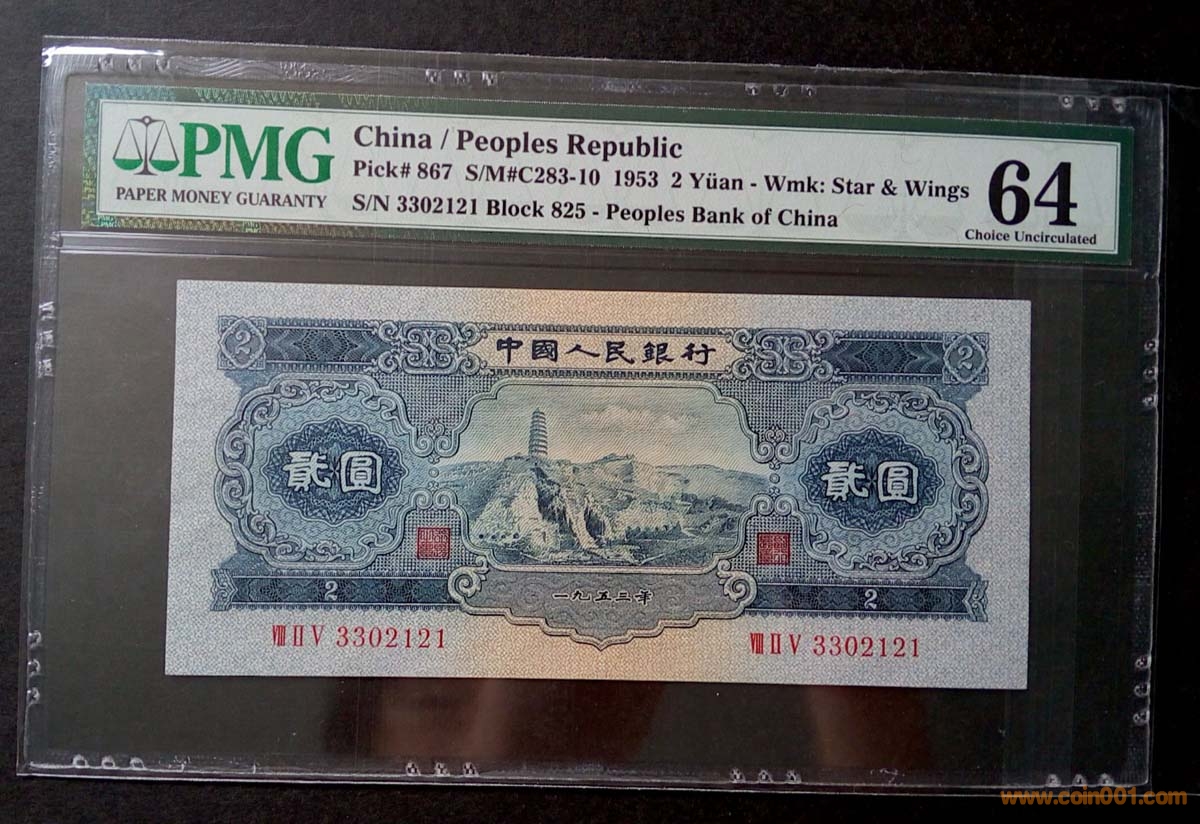 PMG
PAPER MONEY GUARANTY
China / Peoples Republic
Pick# 867 S/M#C283-10 1953 2 Yüan - Wmk: Star & Wings
S/N 3302121 Block 825 - Peoples Bank of China
64
Choice Uncirculated
2
中國人民銀行
2
貳圓
貳圓
2
一九五三年
2
VIII II V 3302121
VIII II V 3302121
www.coin001.com